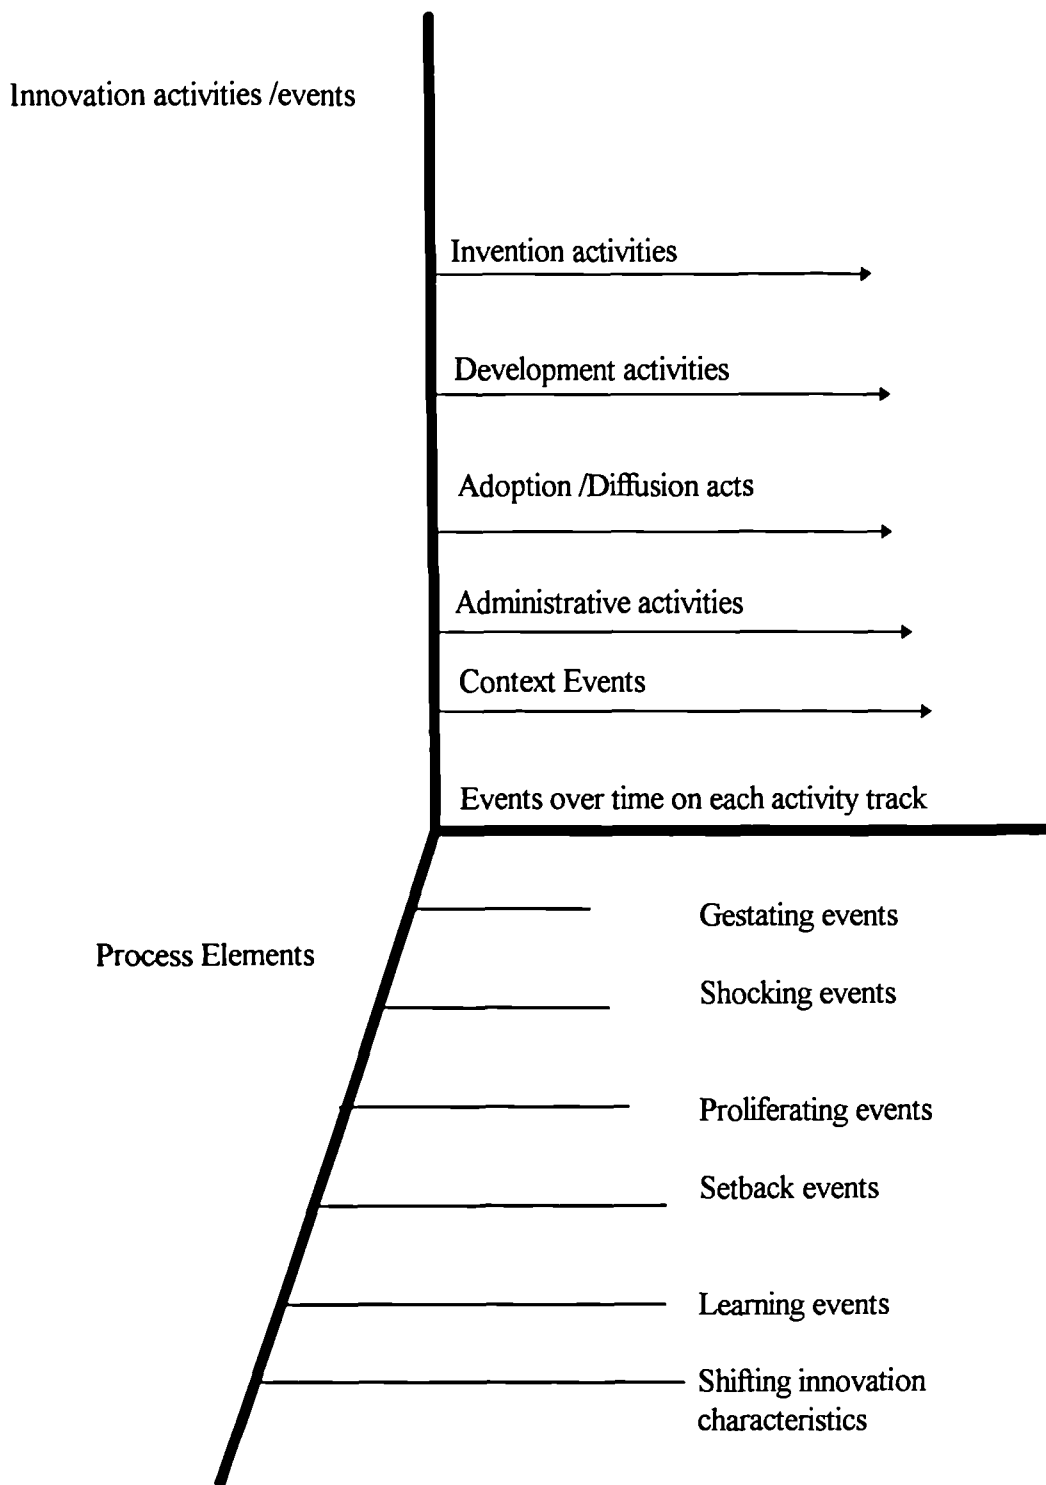 Innovation activities /events
Invention activities
Development activities
Adoption /Diffusion acts
Administrative activities
Context Events
Events over time on each activity track
Gestating events
Process Elements
Shocking events
Proliferating events
Setback events
Learning events
Shifting innovation
characteristics